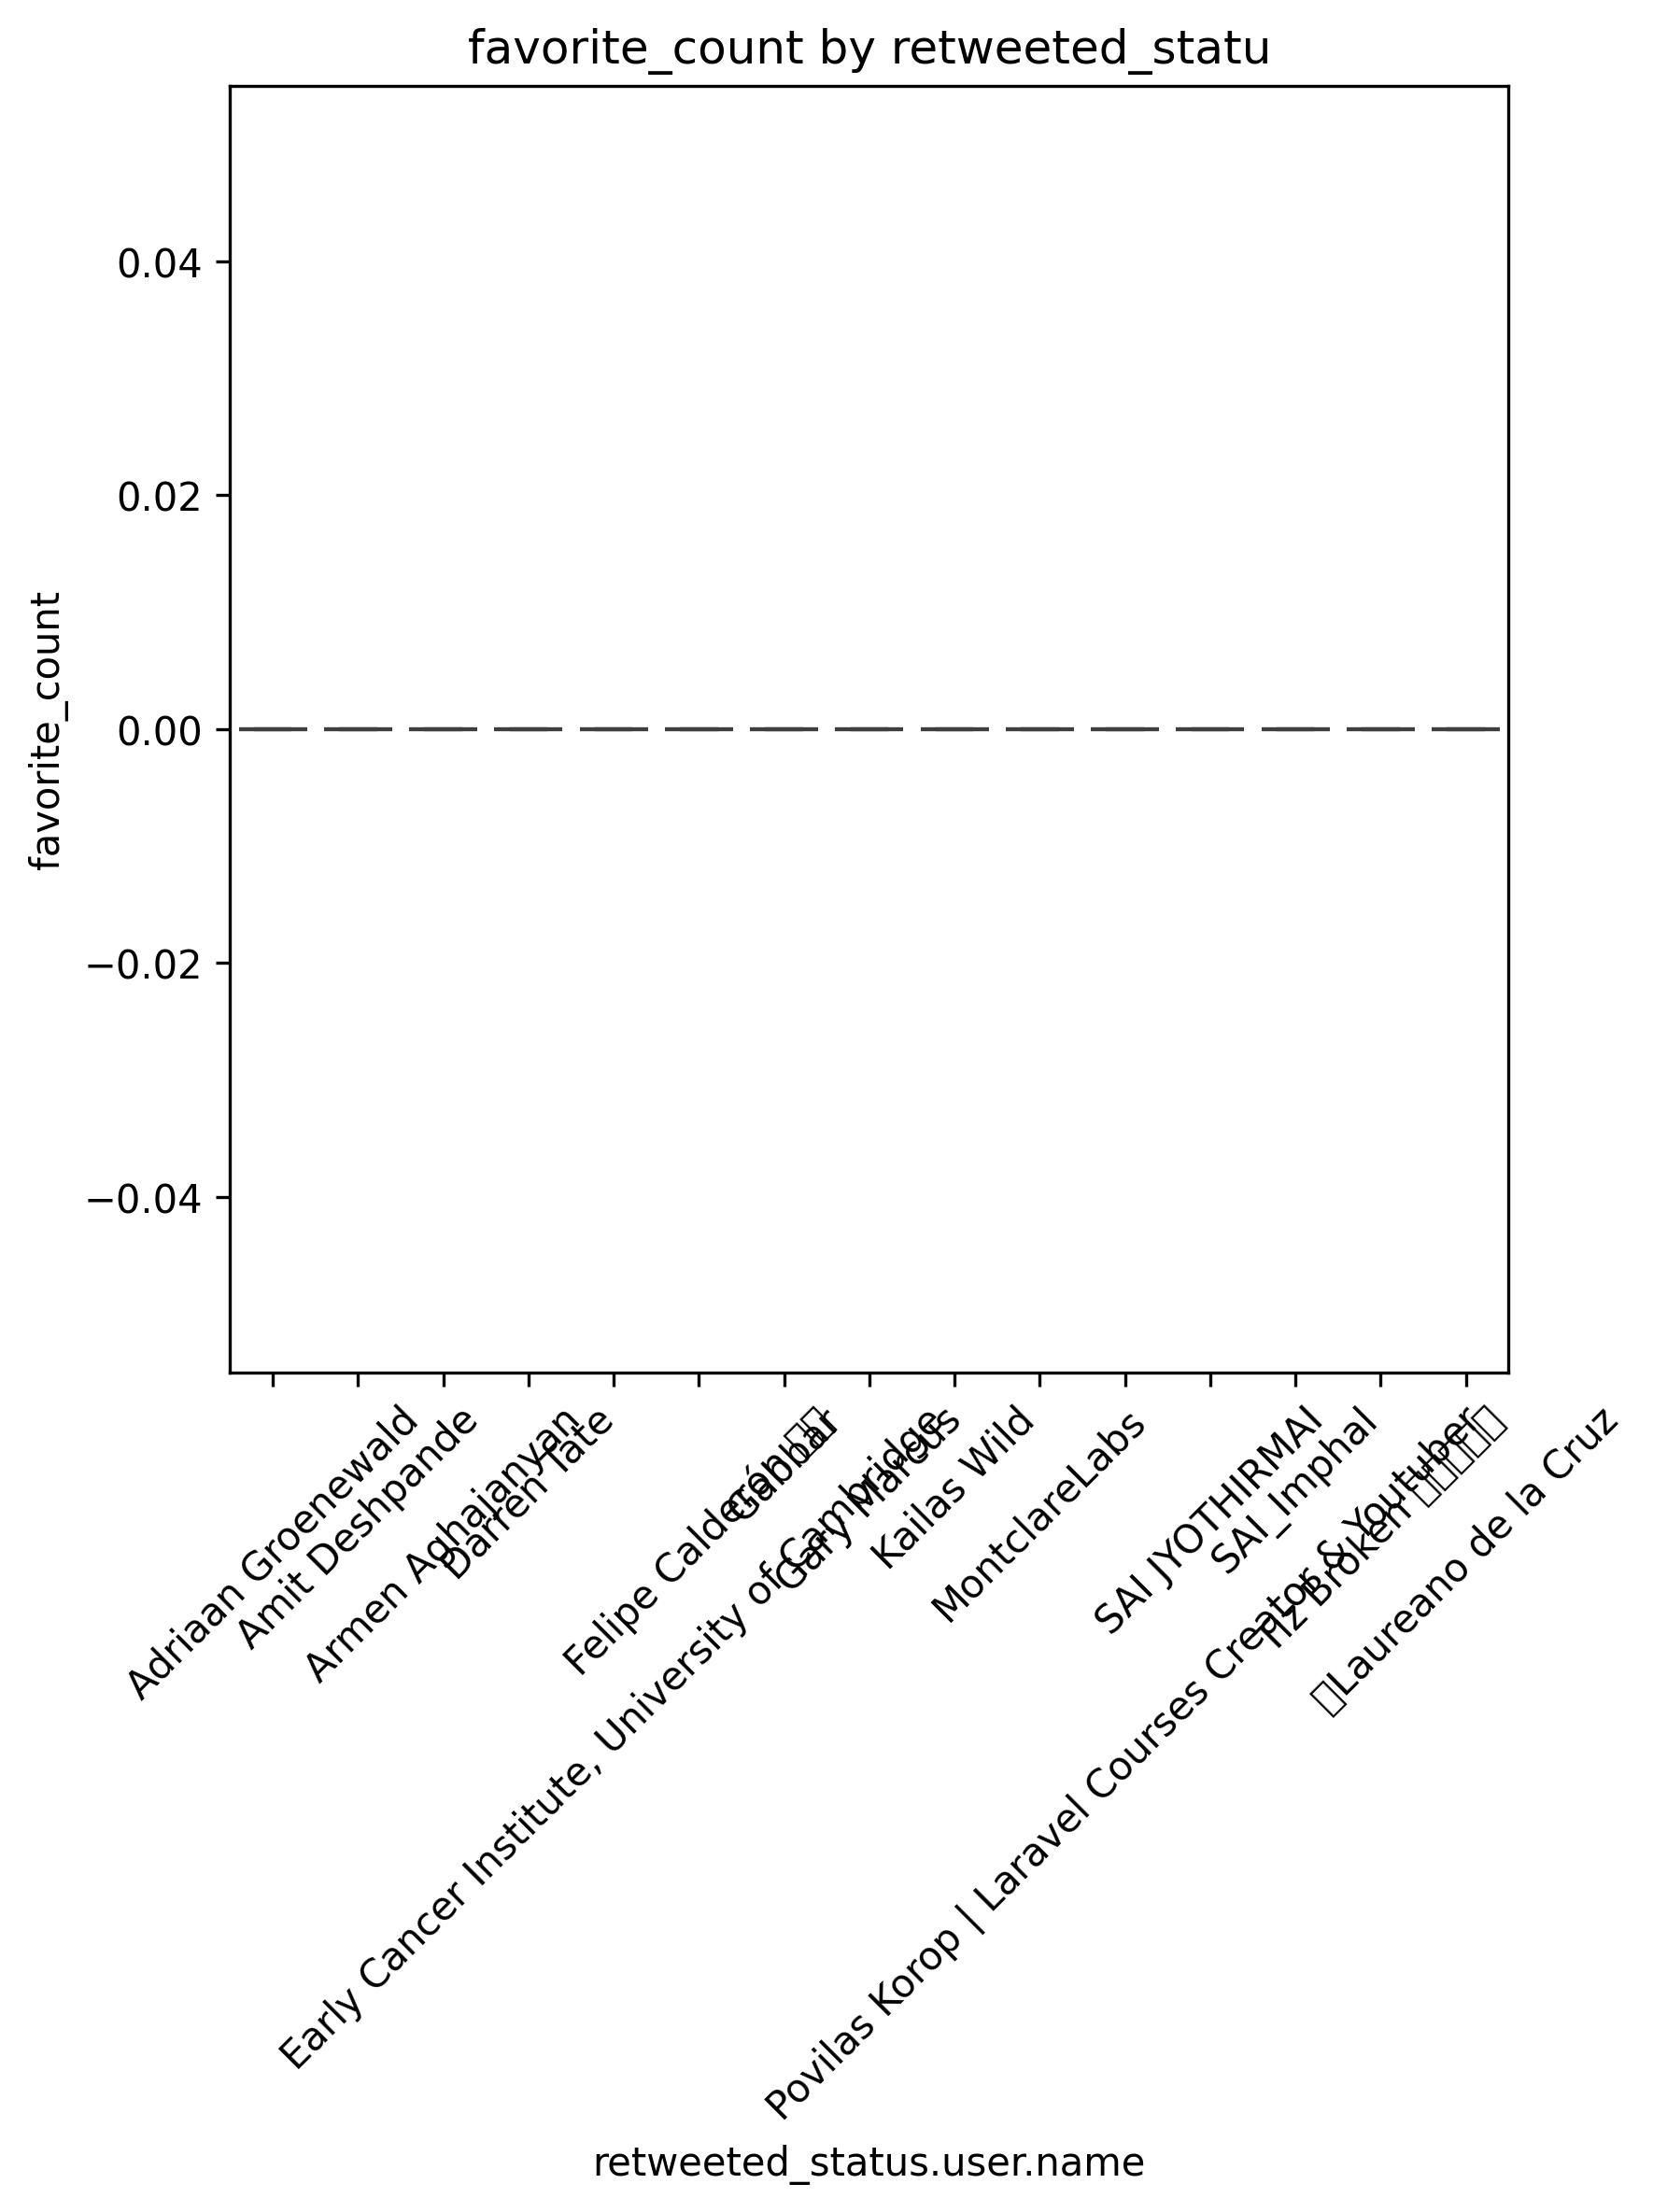 favorite_count by retweeted_statu
favorite_count
0.04
0.02
0.00
−0.02
−0.04
Adriaan Groenewald
Amit Deshpande
Armen Aghajanyan
Darren Tate
Early Cancer Institute, University of Cambridge
Felipe Calderón
Gabbar
Gary Marcus
Kailas Wild
MontclareLabs
Povilas Korop | Laravel Courses Creator & Youtuber
SAI JYOTHIRMAI
SAI_Imphal
Broken
Laureano de la Cruz
retweeted_status.user.name